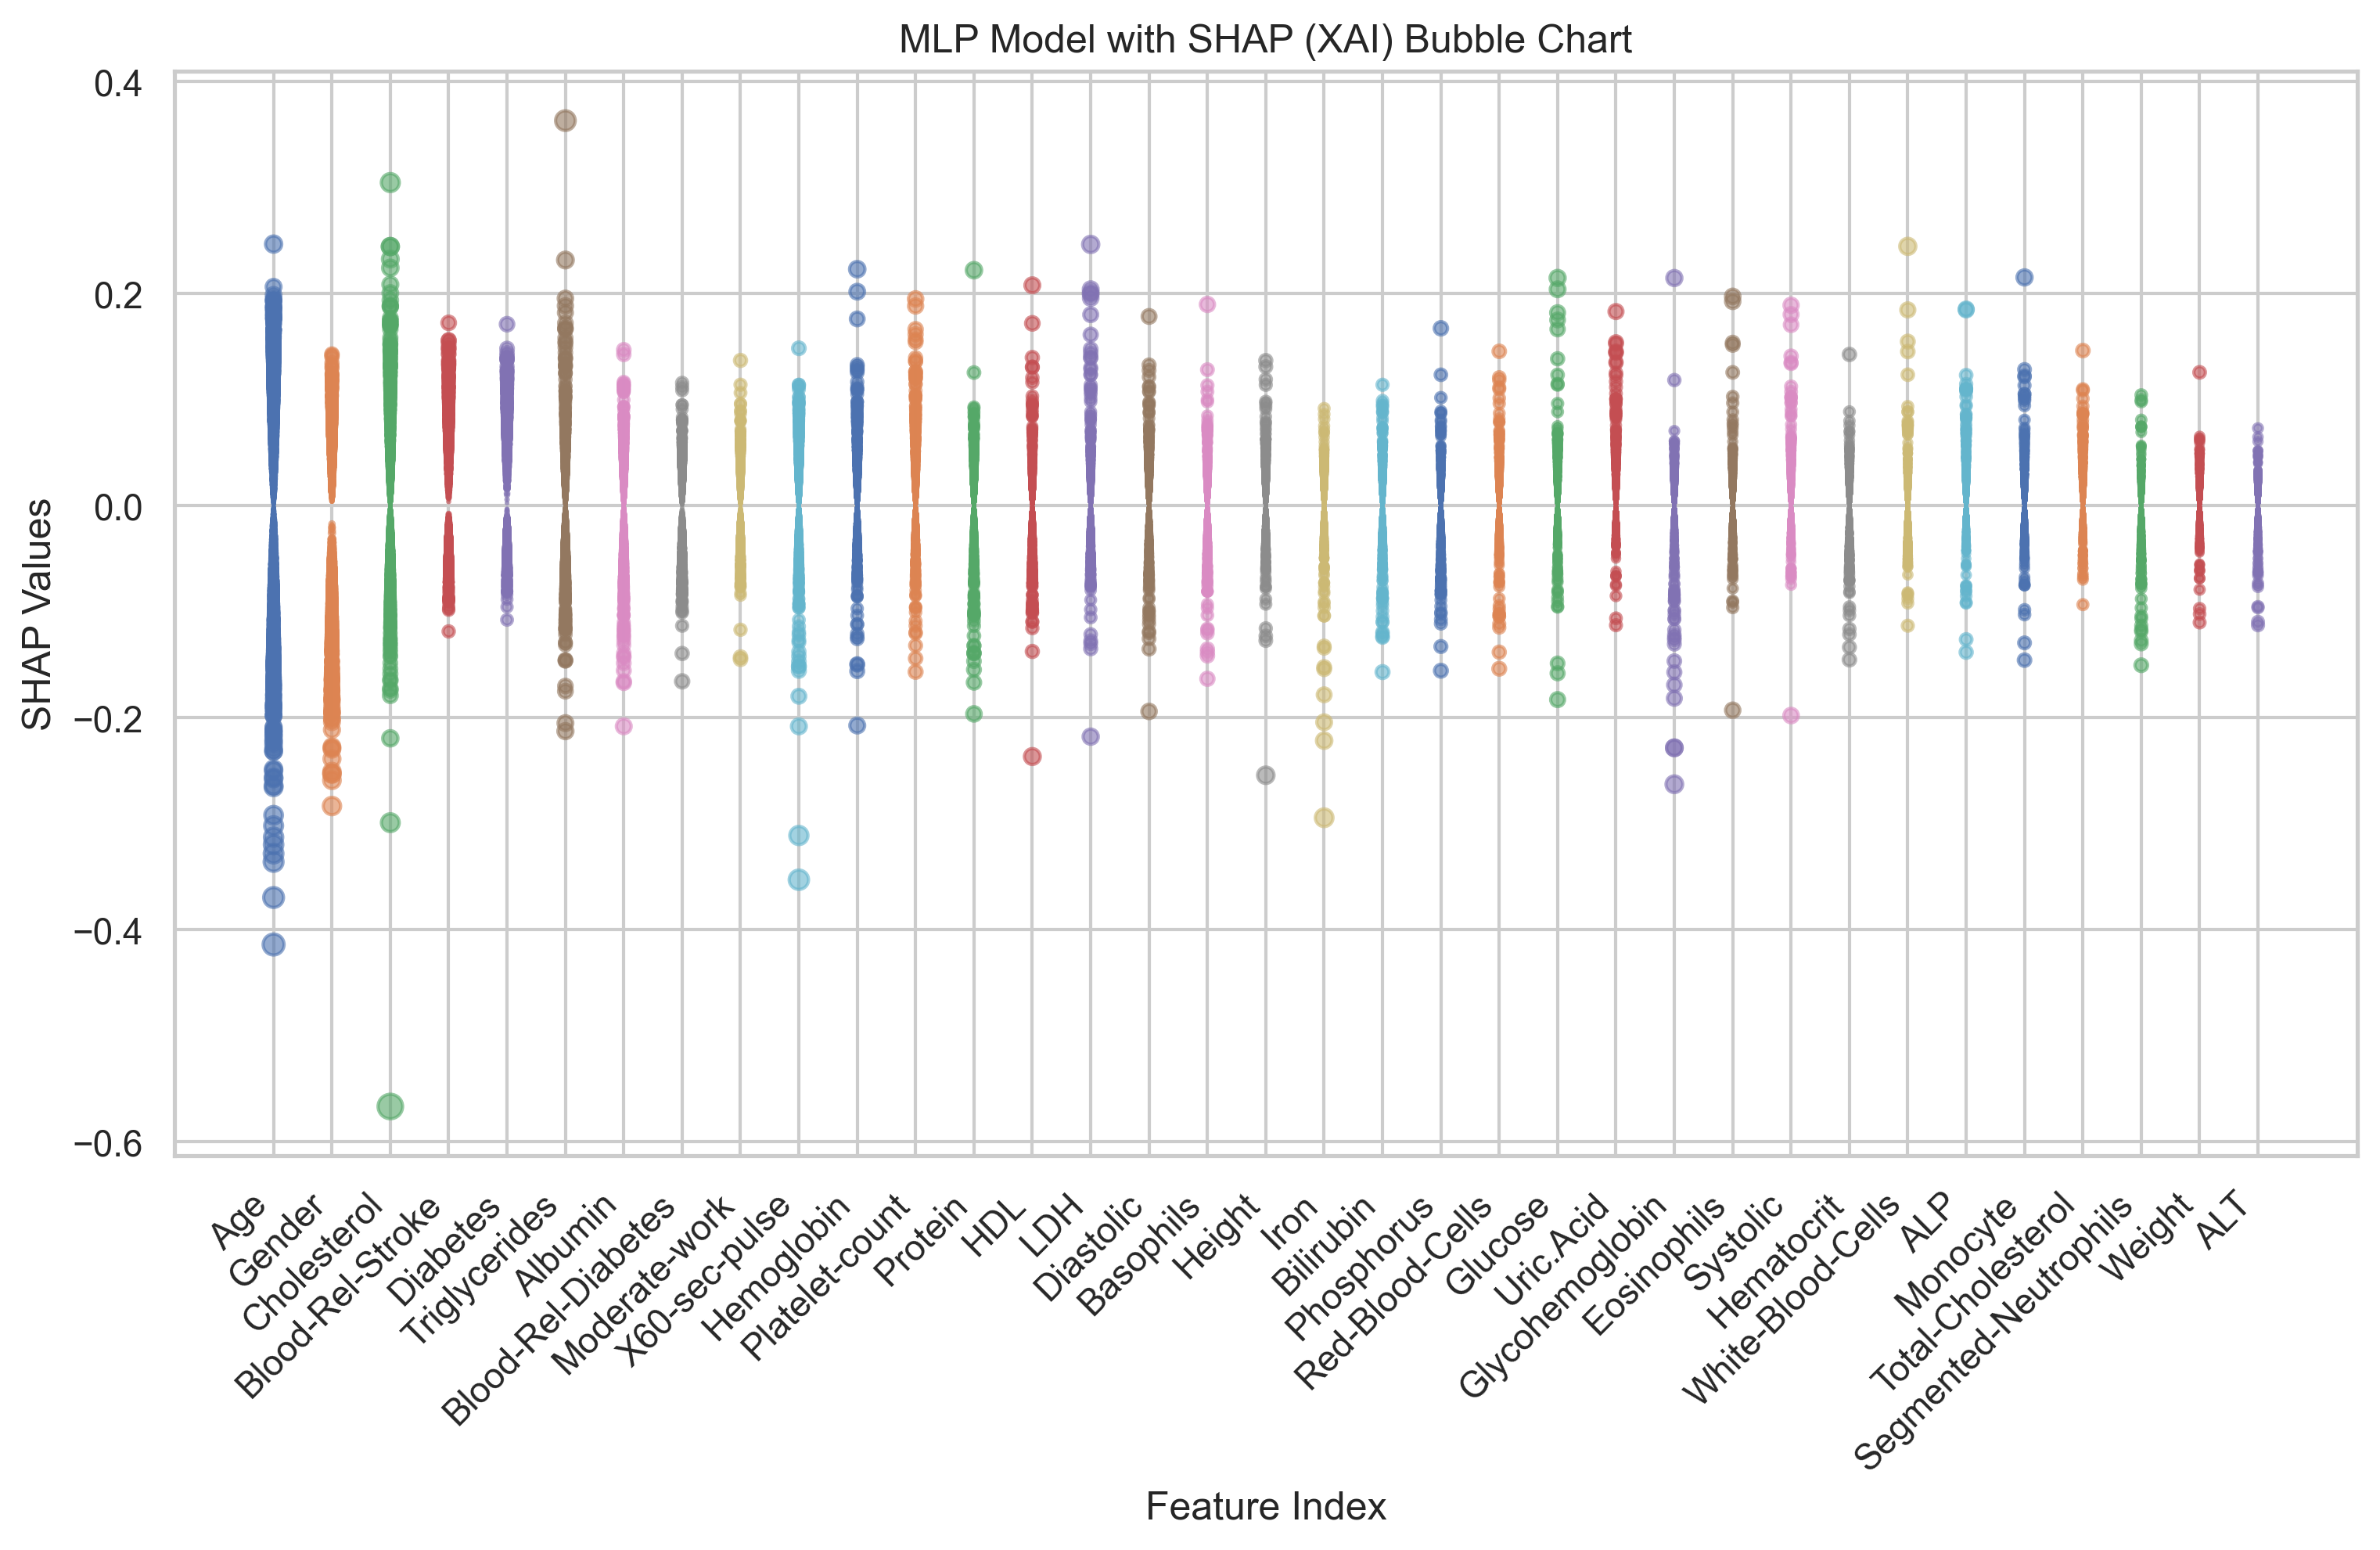 MLP Model with SHAP (XAI) Bubble Chart
SHAP Values
0.4
0.2
0.0
−0.2
−0.4
−0.6
Age
Gender
Cholesterol
Blood-Rel-Stroke
Diabetes
Triglycerides
Albumin
Blood-Rel-Diabetes
Moderate-work
X60-sec-pulse
Hemoglobin
Platelet-count
Protein
HDL
LDH
Diastolic
Basophils
Height
Iron
Bilirubin
Phosphorus
Red-Blood-Cells
Glucose
Uric.Acid
Glycohemoglobin
Eosinophils
Systolic
Hematocrit
White-Blood-Cells
ALP
Monocyte
Total-Cholesterol
Segmented-Neutrophils
Weight
ALT
Feature Index